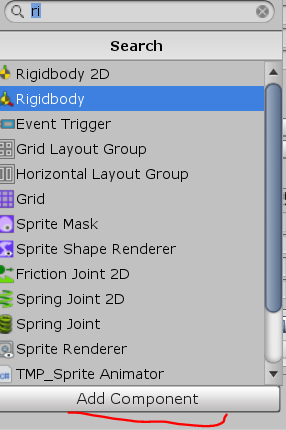 ri
Search
Rigidbody 2D
Rigidbody
Event Trigger
Grid Layout Group
Horizontal Layout Group
Grid
Sprite Mask
Sprite Shape Renderer
Friction Joint 2D
Spring Joint 2D
Spring Joint
Sprite Renderer
TMP_Sprite Animator
Add Component